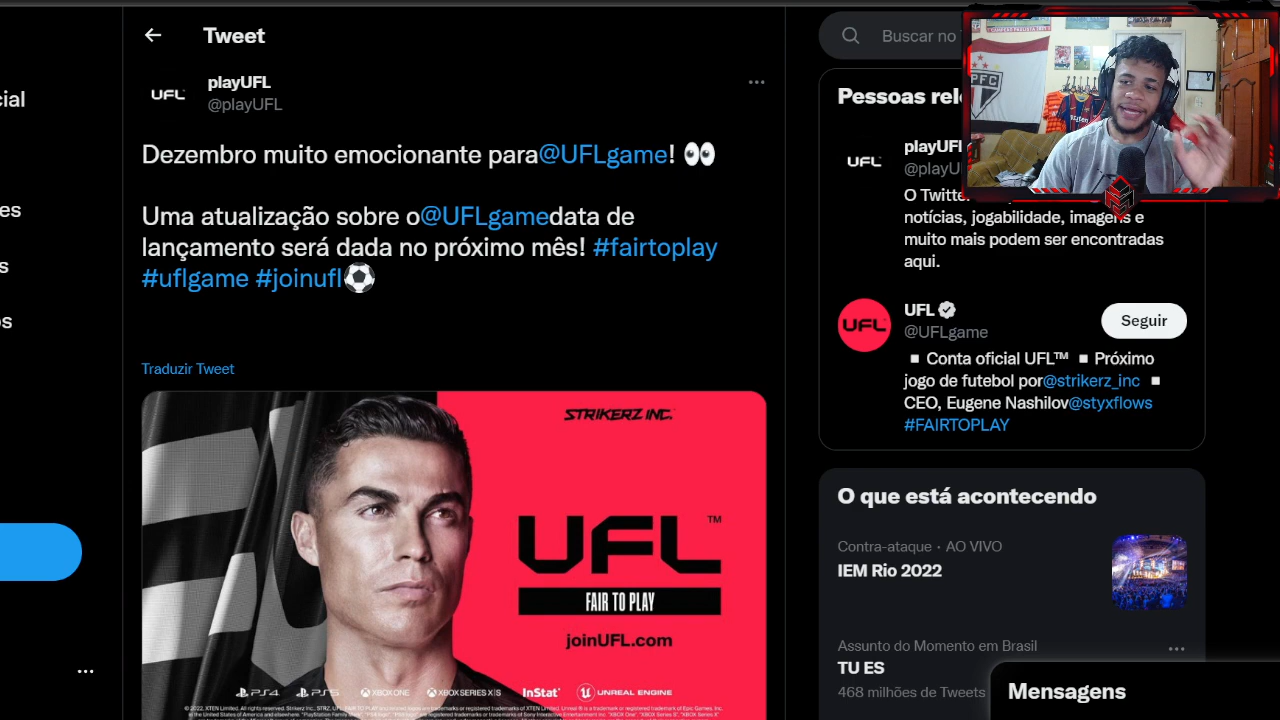 Tweet
playUFL
@playUFL
UFL
Dezembro muito emocionante para@UFLgame!
Uma atualização sobre o@UFLgamedata de
lançamento será dada no próximo mês! #fairtoplay
#uflgame #joinufl
Traduzir Tweet
STRIKERZ INC.
UFL™
FAIR TO PLAY
joinUFL.com
PS4
PS5
XBOX ONE
XBOX SERIES X|S
InStat
UNREAL ENGINE
cial
es
s
os
Buscar no
Pessoas rel
UFL
playUFL
@playU
O Twitte
notícias, jogabilidade, imagens e
muito mais podem ser encontradas
aqui.
UFL
UFL
@UFLgame
Seguir
▪ Conta oficial UFL™ ▪ Próximo
jogo de futebol por@strikerz_inc ▪
CEO, Eugene Nashilov@styxflows
#FAIRTOPLAY
O que está acontecendo
Contra-ataque · AO VIVO
IEM Rio 2022
Assunto do Momento em Brasil
TU ES
468 milhões de Tweets
Mensagens
PFC